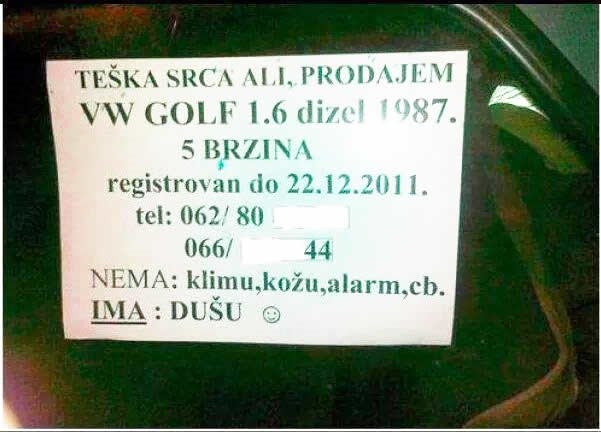 TEŠKA SRCA ALI, PRODAJEM
VW GOLF 1.6 dizel 1987.
5 BRZINA
registrovan do 22.12.2011.
tel: 062/ 80
066/ 44
NEMA: klimu,kožu,alarm,cb.
IMA : DUŠU ☺